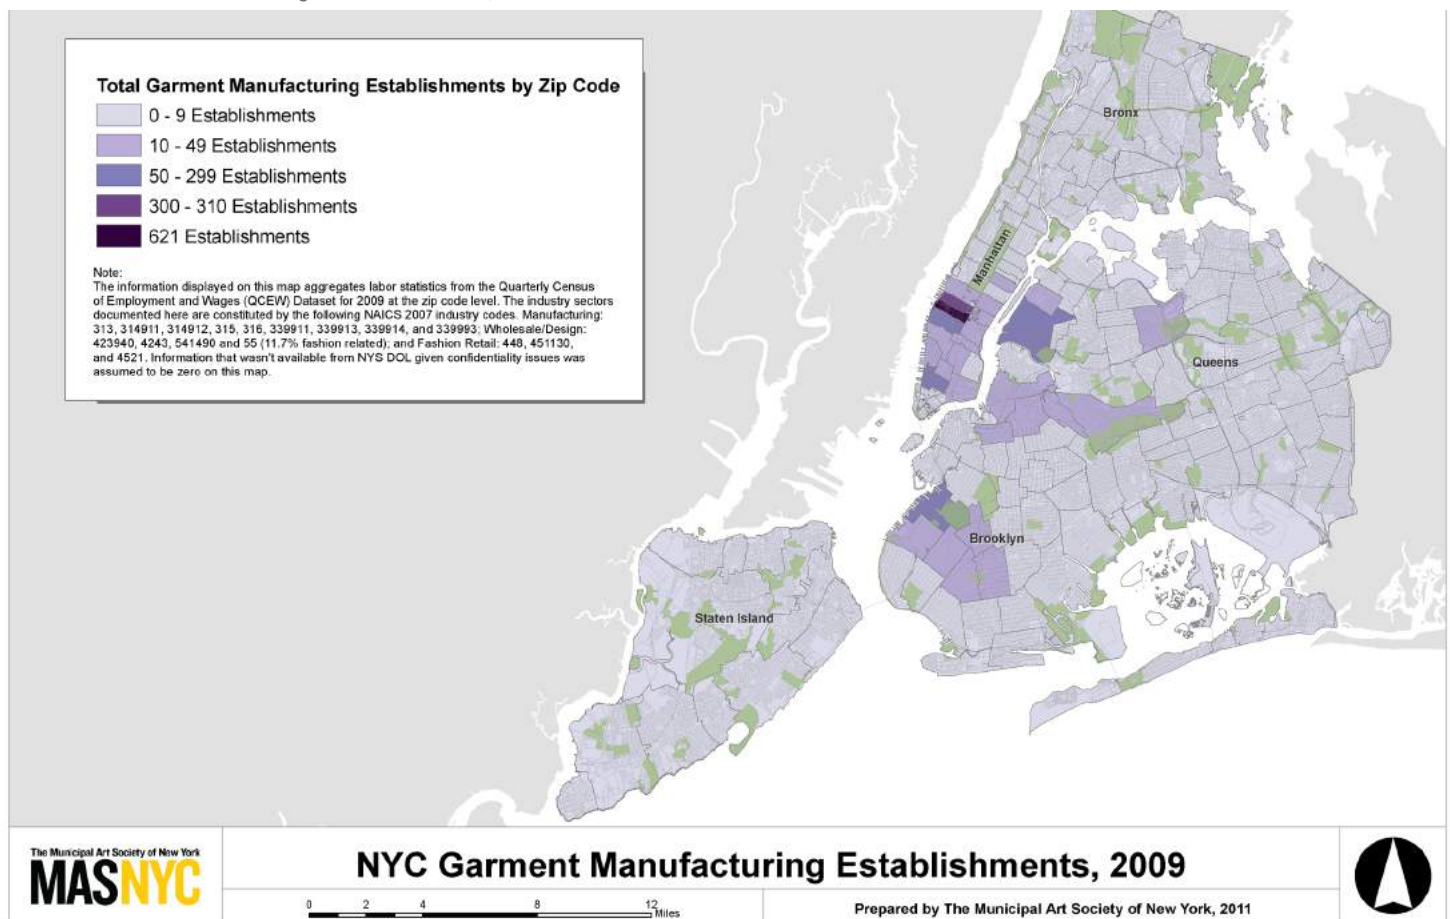 Total Garment Manufacturing Establishments by Zip Code
0 - 9 Establishments
10 - 49 Establishments
50 - 299 Establishments
300 - 310 Establishments
621 Establishments
Note:
The information displayed on this map aggregates labor statistics from the Quarterly Census
of Employment and Wages (QCEW) Dataset for 2009 at the zip code level. The industry sectors
documented here are constituted by the following NAICS 2007 industry codes. Manufacturing:
313, 314911, 314912, 315, 316, 339911, 339913, 339914, and 339993; Wholesale/Design:
423940, 4243, 541490 and 55 (11.7% fashion related); and Fashion Retail: 448, 451130,
and 4521. Information that wasn't available from NYS DOL given confidentiality issues was
assumed to be zero on this map.
Bronx
Manhattan
Queens
Brooklyn
Staten Island
The Municipal Art Society of New York
MASNYC
NYC Garment Manufacturing Establishments, 2009
0 2 4 8 12
Miles
Prepared by The Municipal Art Society of New York, 2011